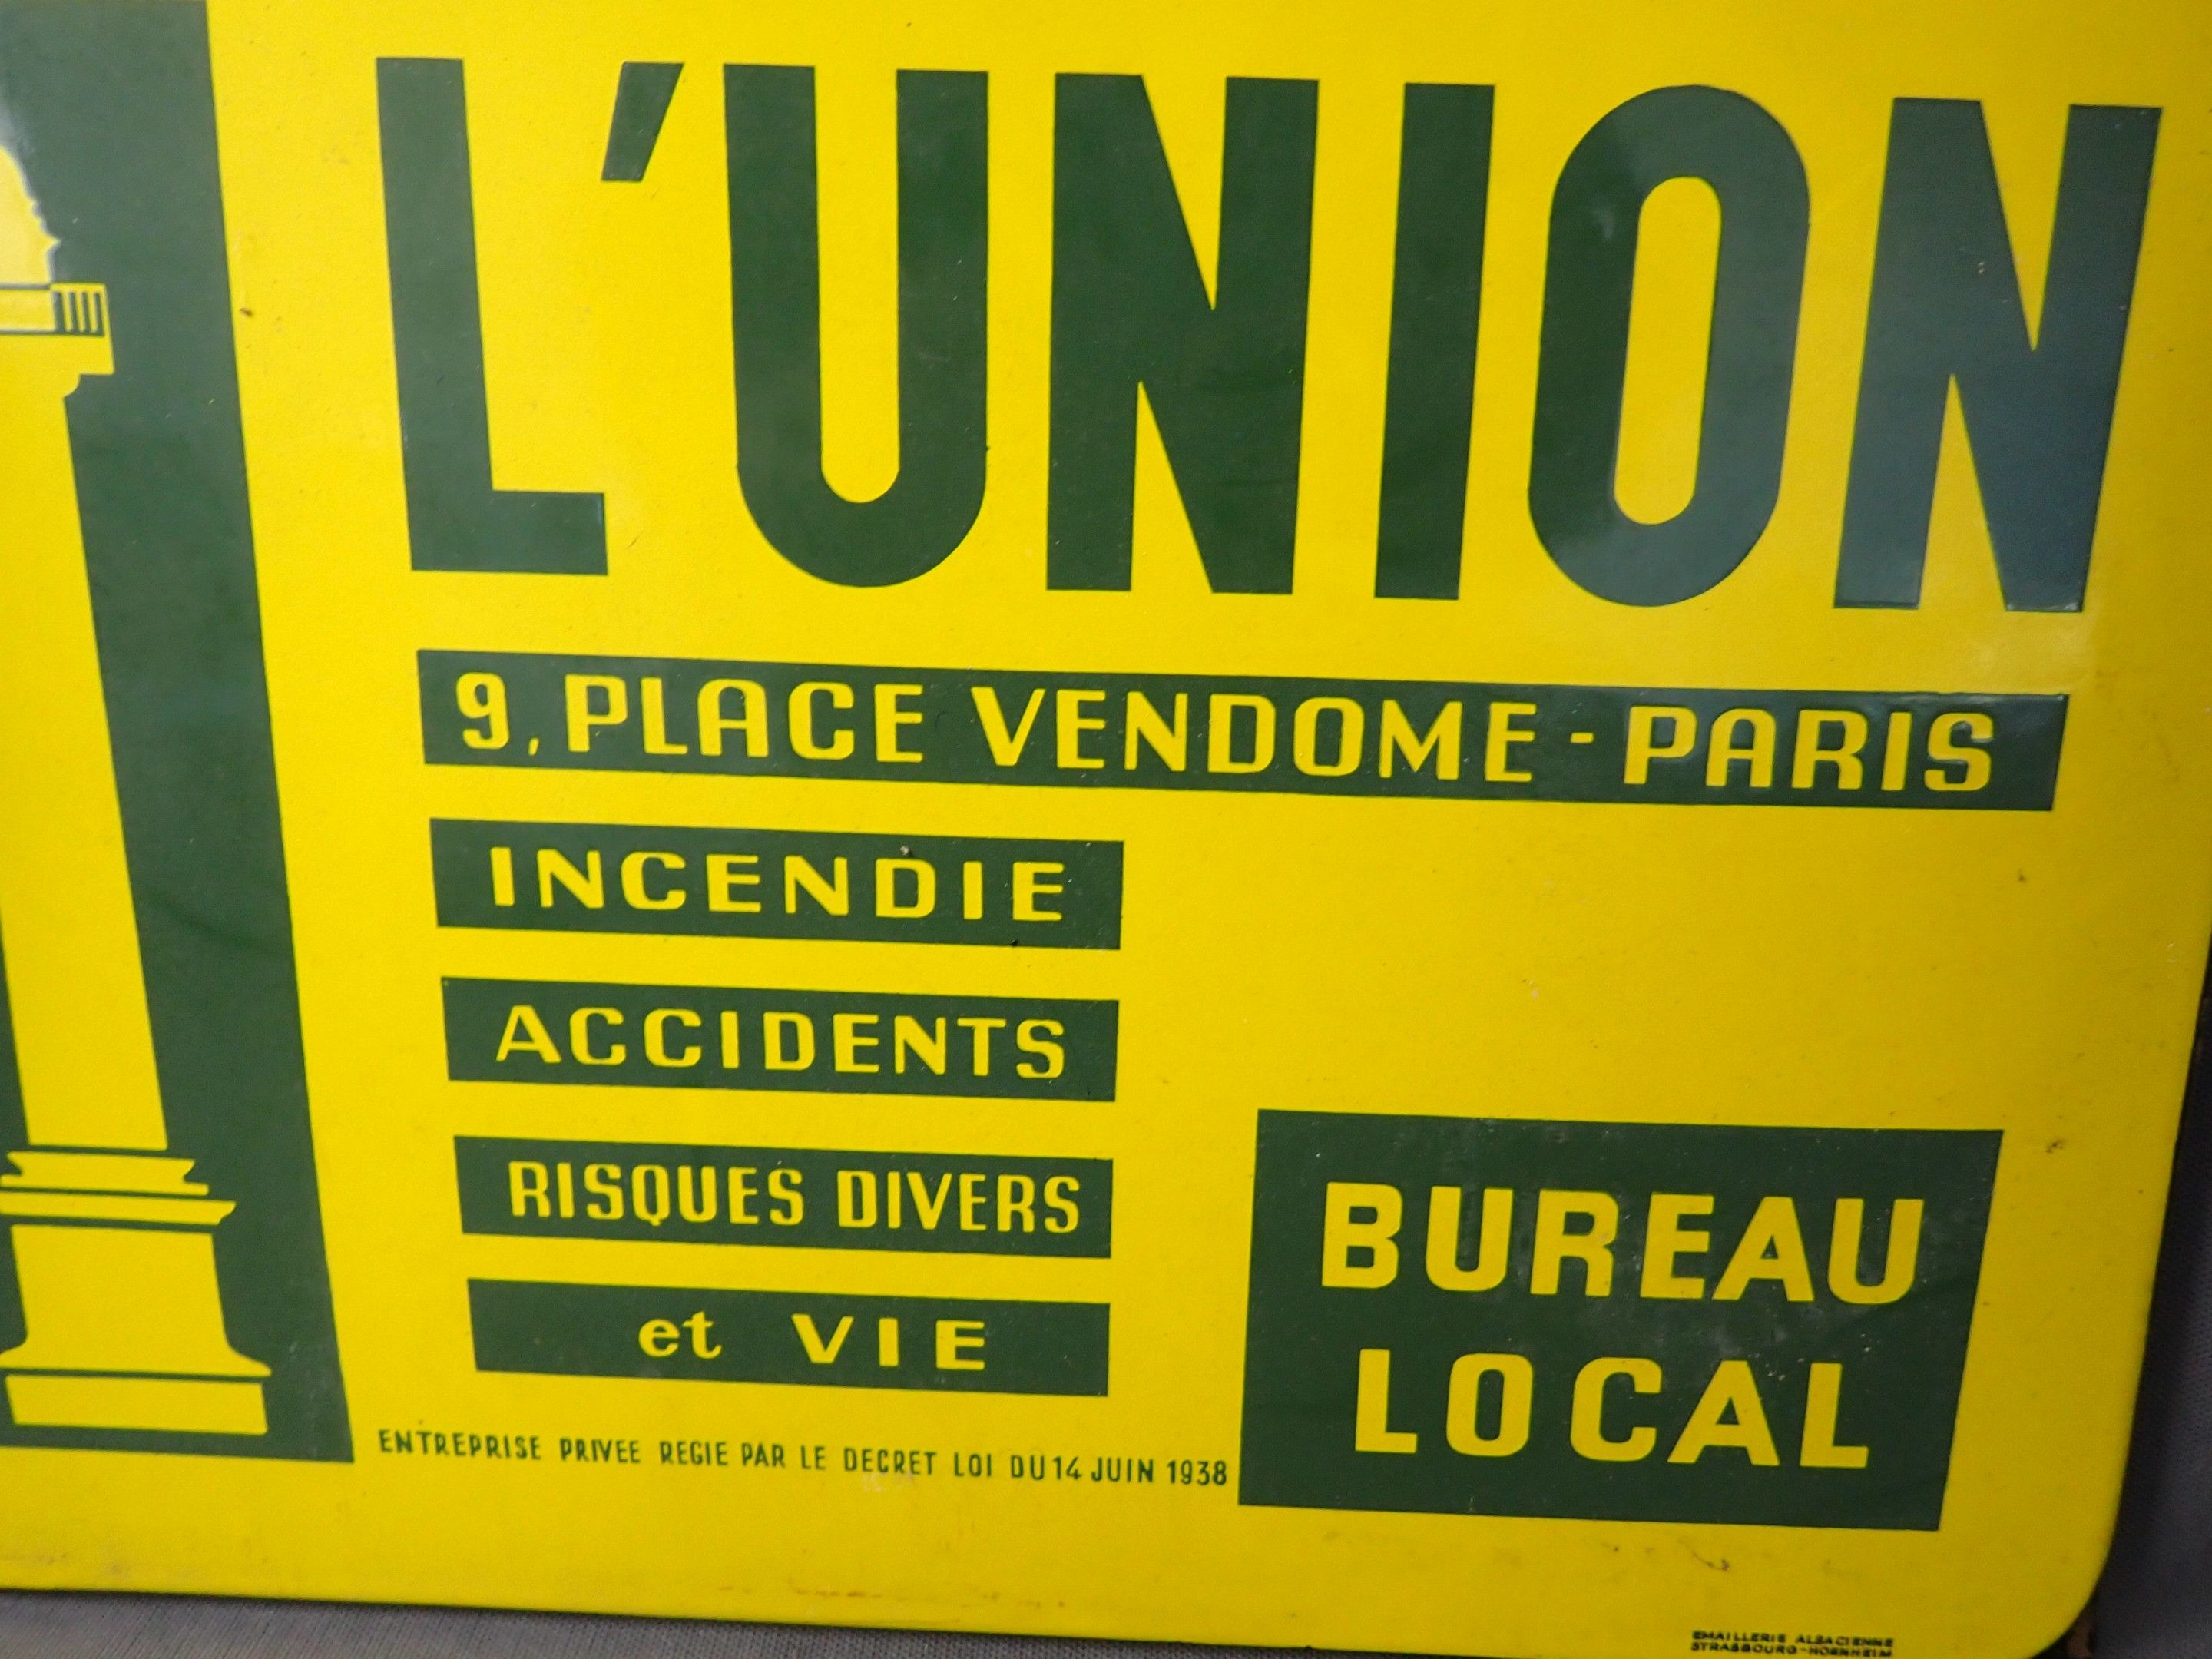 L'UNION
9, PLACE VENDOME - PARIS
INCENDIE
ACCIDENTS
RISQUES DIVERS
et VIE
BUREAU
LOCAL
ENTREPRISE PRIVEE REGIE PAR LE DECRET LOI DU 14 JUIN 1938
EMAILLERIE ALSACIENNE
STRASBOURG-HOENHEIM